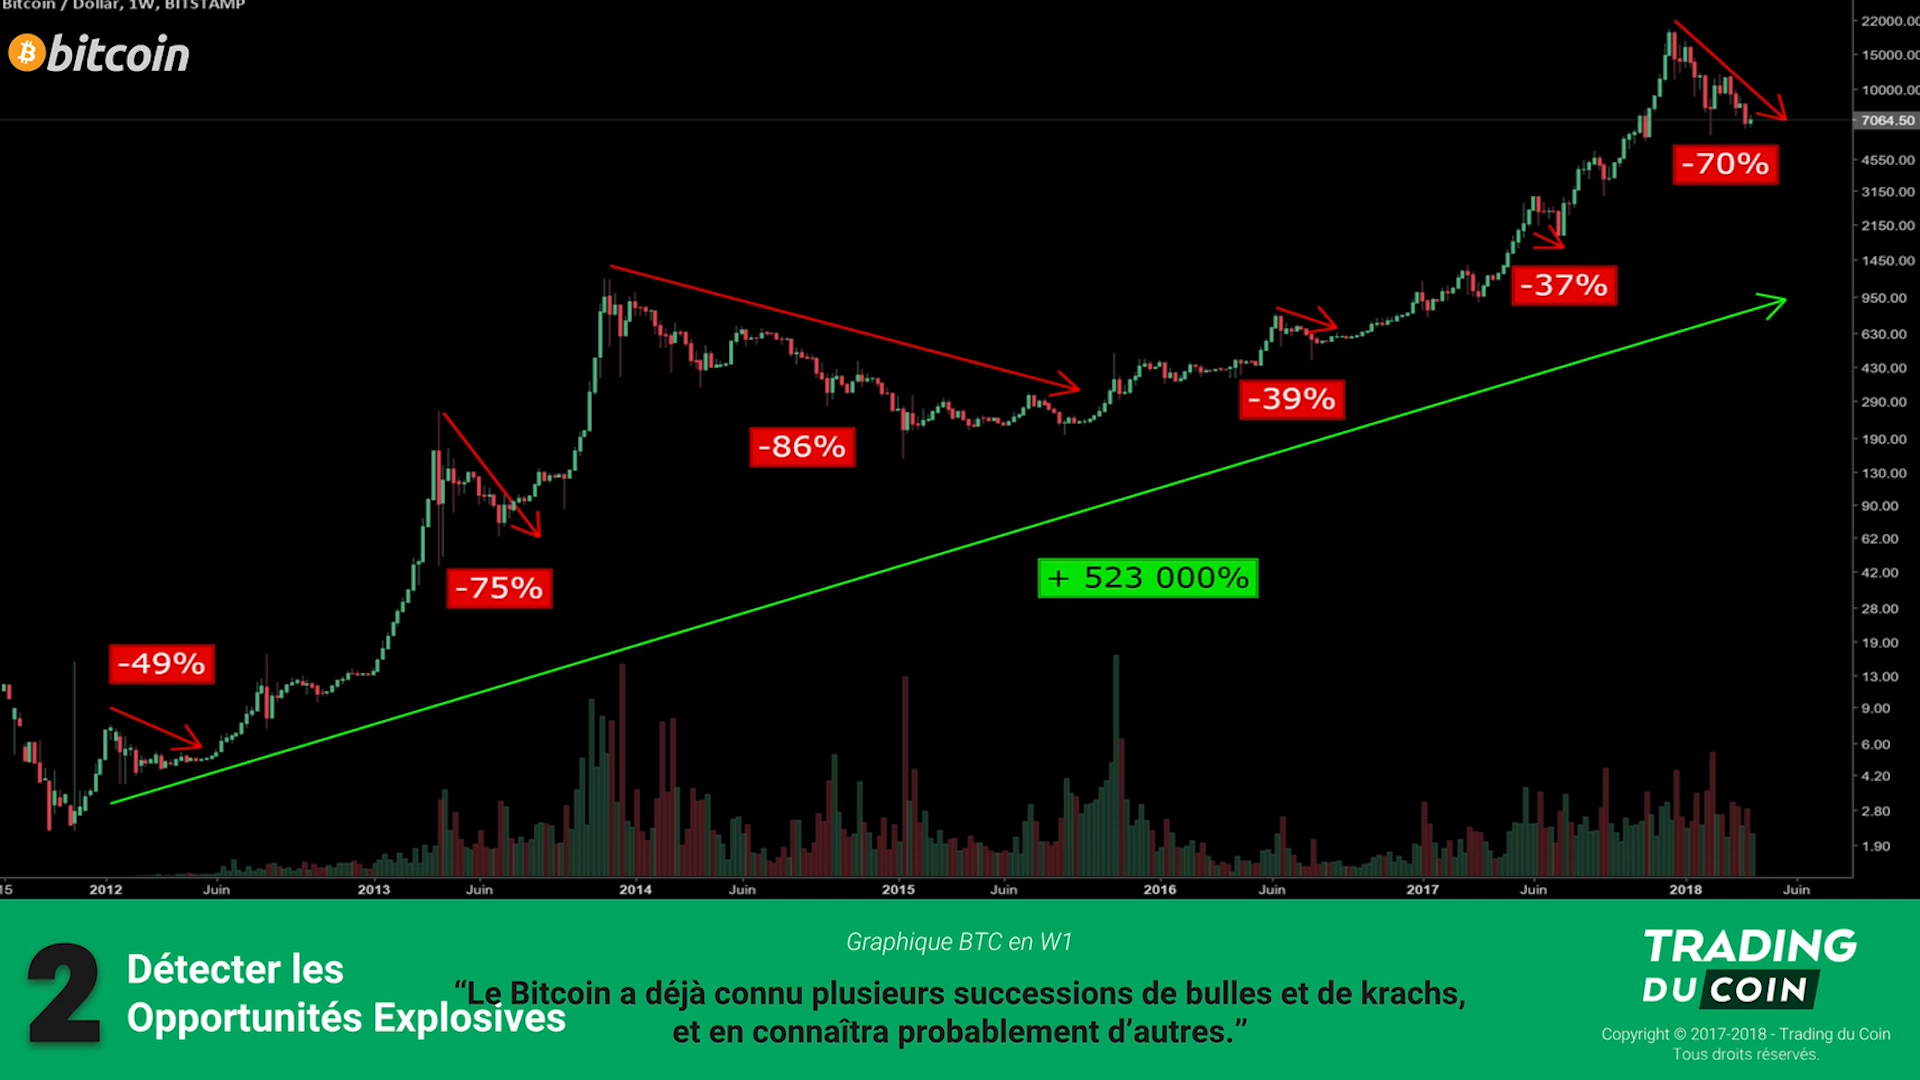 Bitcoin / Dollar, 1W, BITSTAMP
bitcoin
22000.00
15000.00
10000.00
7064.50
4550.00
3150.00
2150.00
1450.00
950.00
630.00
430.00
290.00
190.00
130.00
90.00
62.00
42.00
28.00
19.00
13.00
9.00
6.00
4.20
2.80
1.90
-70%
-37%
-39%
-86%
-75%
+ 523 000%
-49%
15 2012 Juin 2013 Juin 2014 Juin 2015 Juin 2016 Juin 2017 Juin 2018 Juin
2
Détecter les
Opportunités Explosives
Graphique BTC en W1
“Le Bitcoin a déjà connu plusieurs successions de bulles et de krachs,
et en connaîtra probablement d’autres.”
TRADING
DU COIN
Copyright © 2017-2018 - Trading du Coin
Tous droits réservés.